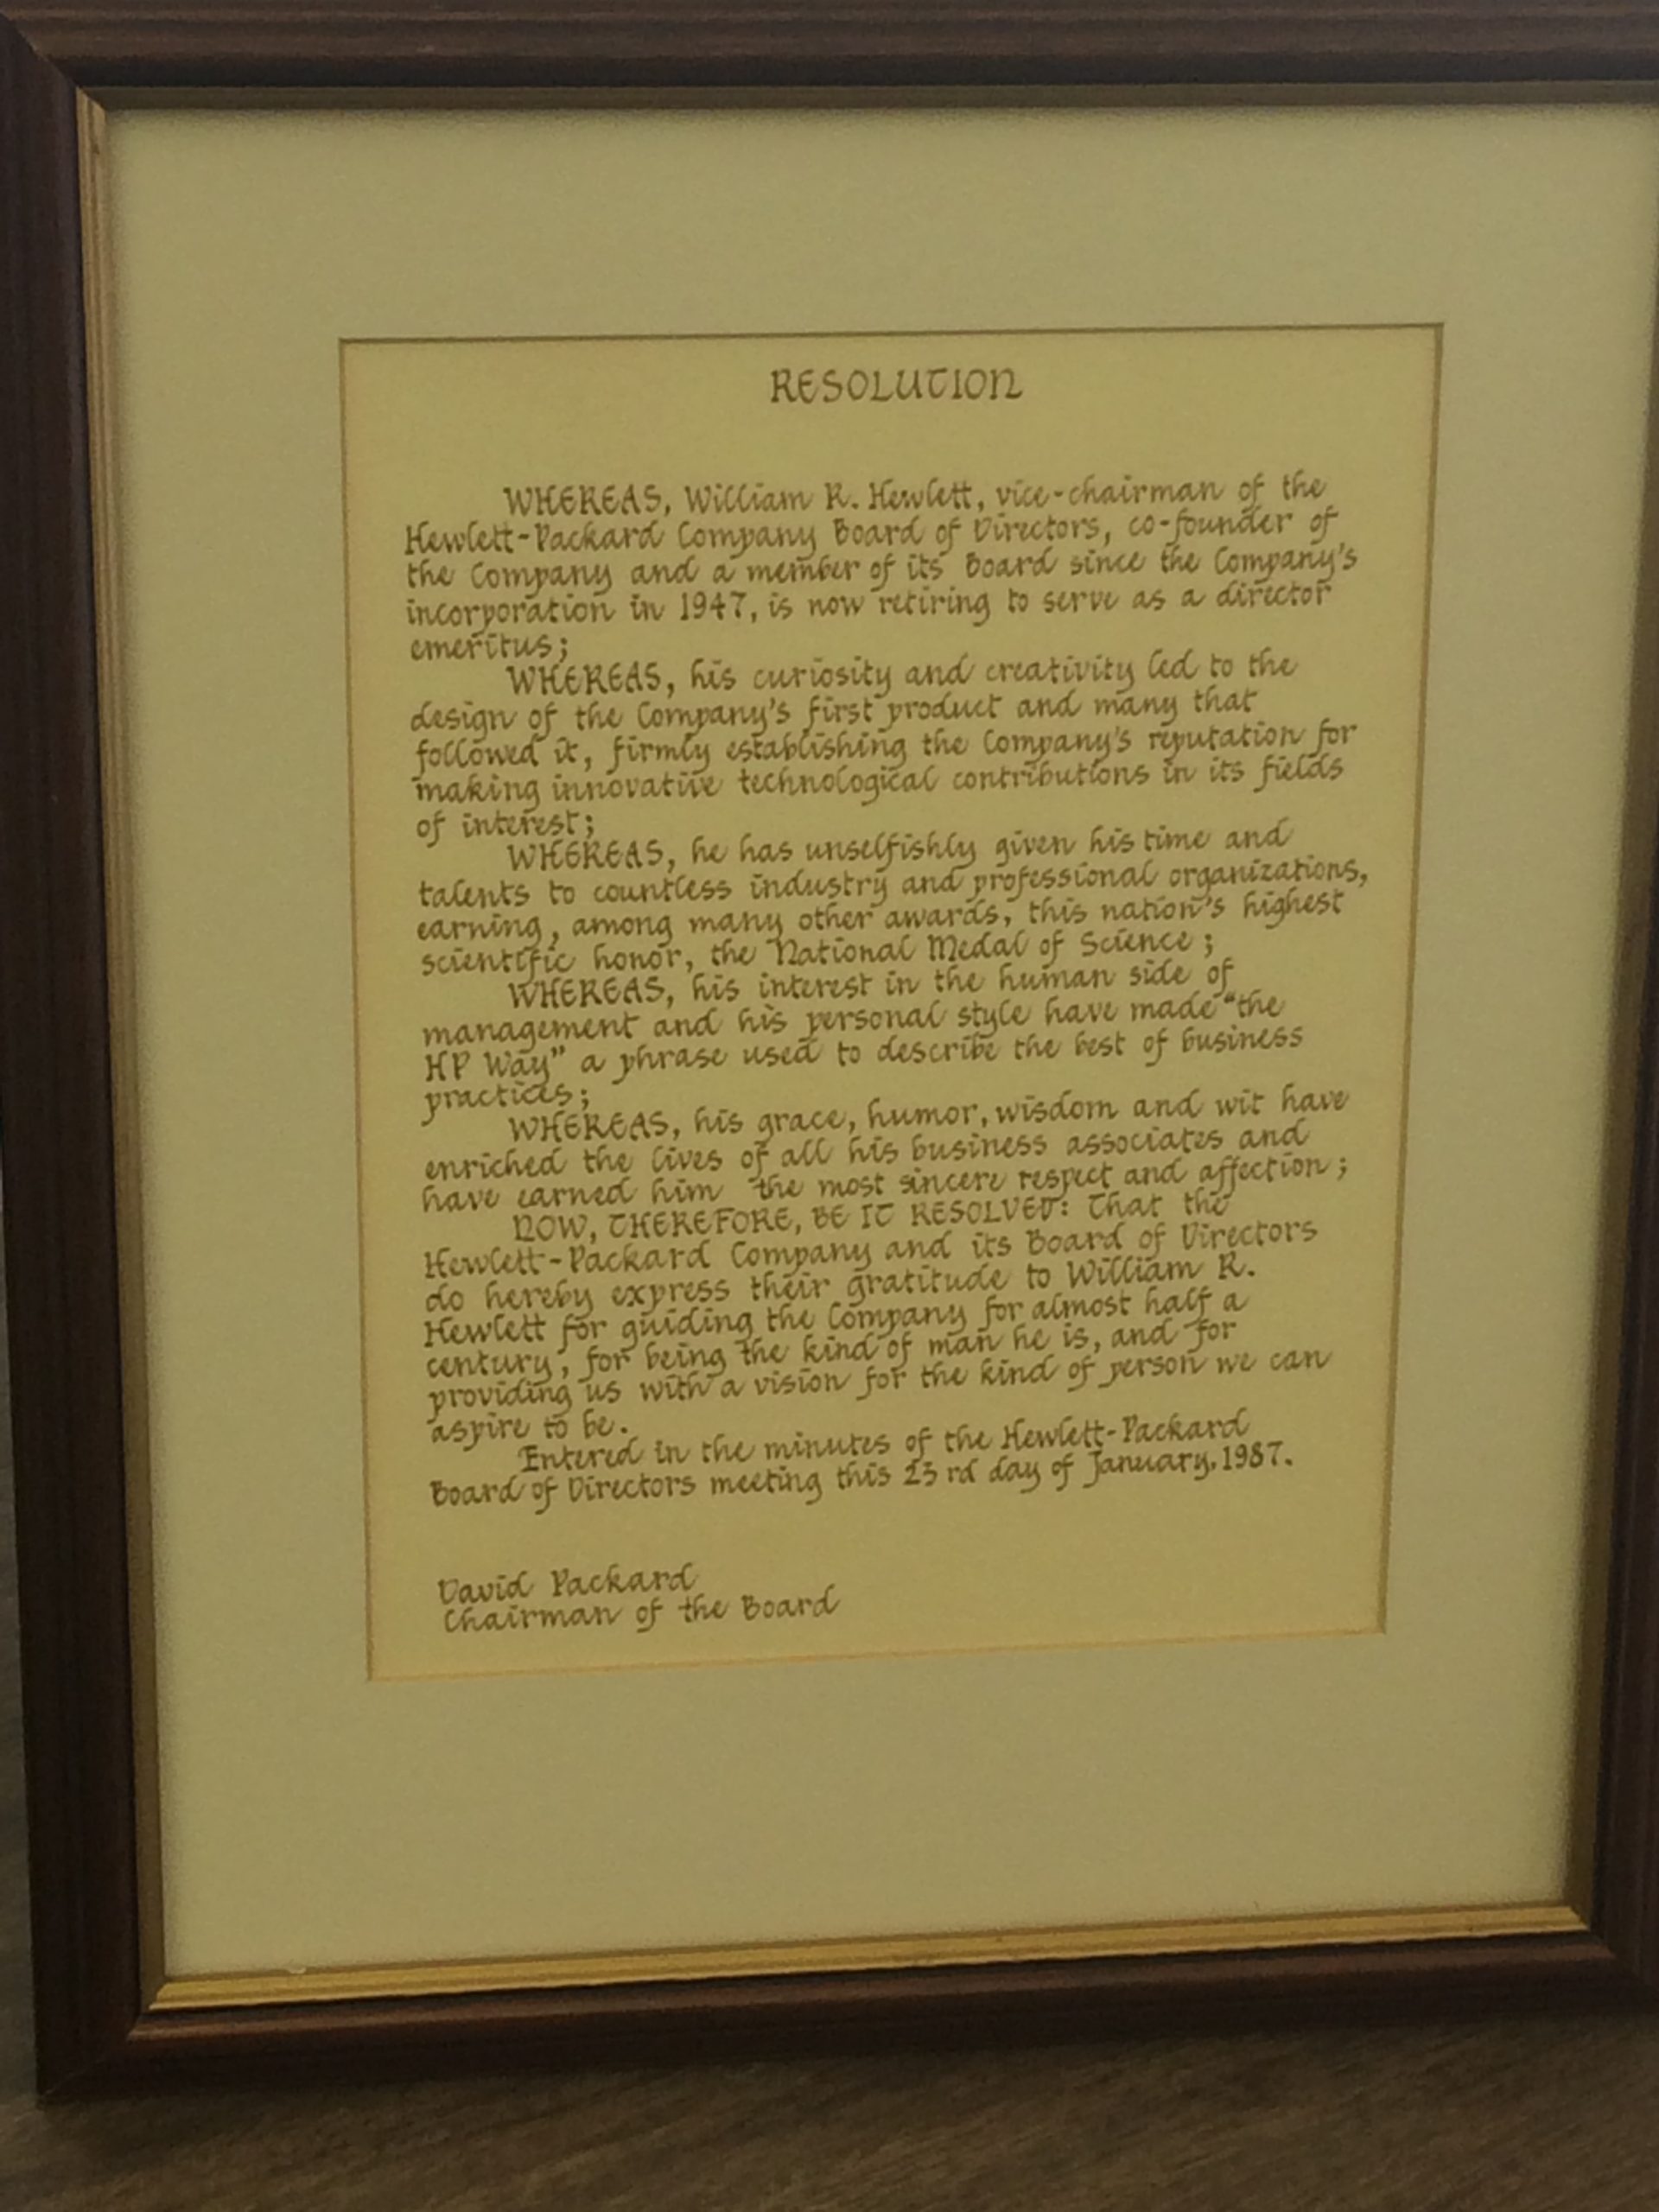 RESOLUTION
WHEREAS, William R. Hewlett, vice-chairman of the
Hewlett-Packard Company Board of Directors, co-founder of
the Company and a member of its Board since the Company's
incorporation in 1947, is now retiring to serve as a director
emeritus;
WHEREAS, his curiosity and creativity led to the
design of the Company's first product and many that
followed it, firmly establishing the Company's reputation for
making innovative technological contributions in its fields
of interest;
WHEREAS, he has unselfishly given his time and
talents to countless industry and professional organizations,
earning, among many other awards, this nation's highest
scientific honor, the National Medal of Science;
WHEREAS, his interest in the human side of
management and his personal style have made "the
HP Way" a phrase used to describe the best of business
practices;
WHEREAS, his grace, humor, wisdom and wit have
enriched the lives of all his business associates and
have earned him the most sincere respect and affection;
NOW, THEREFORE, BE IT RESOLVED: That the
Hewlett-Packard Company and its Board of Directors
do hereby express their gratitude to William R.
Hewlett for guiding the Company for almost half a
century, for being the kind of man he is, and for
providing us with a vision for the kind of person we can
aspire to be.
Entered in the minutes of the Hewlett-Packard
Board of Directors meeting this 23rd day of January, 1987.
David Packard
Chairman of the Board